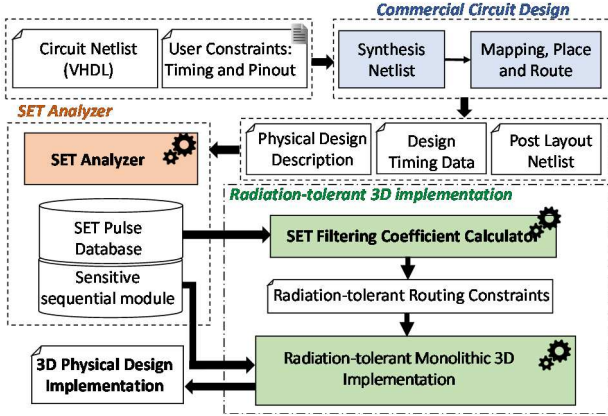 Commercial Circuit Design
Circuit Netlist
(VHDL)
User Constraints:
Timing and Pinout
Synthesis
Netlist
Mapping, Place
and Route
SET Analyzer
SET Analyzer
Physical Design
Description
Design
Timing Data
Post Layout
Netlist
Radiation-tolerant 3D implementation
SET Pulse
Database
Sensitive
sequential module
SET Filtering Coefficient Calculator
Radiation-tolerant Routing Constraints
Radiation-tolerant Monolithic 3D
Implementation
3D Physical Design
Implementation